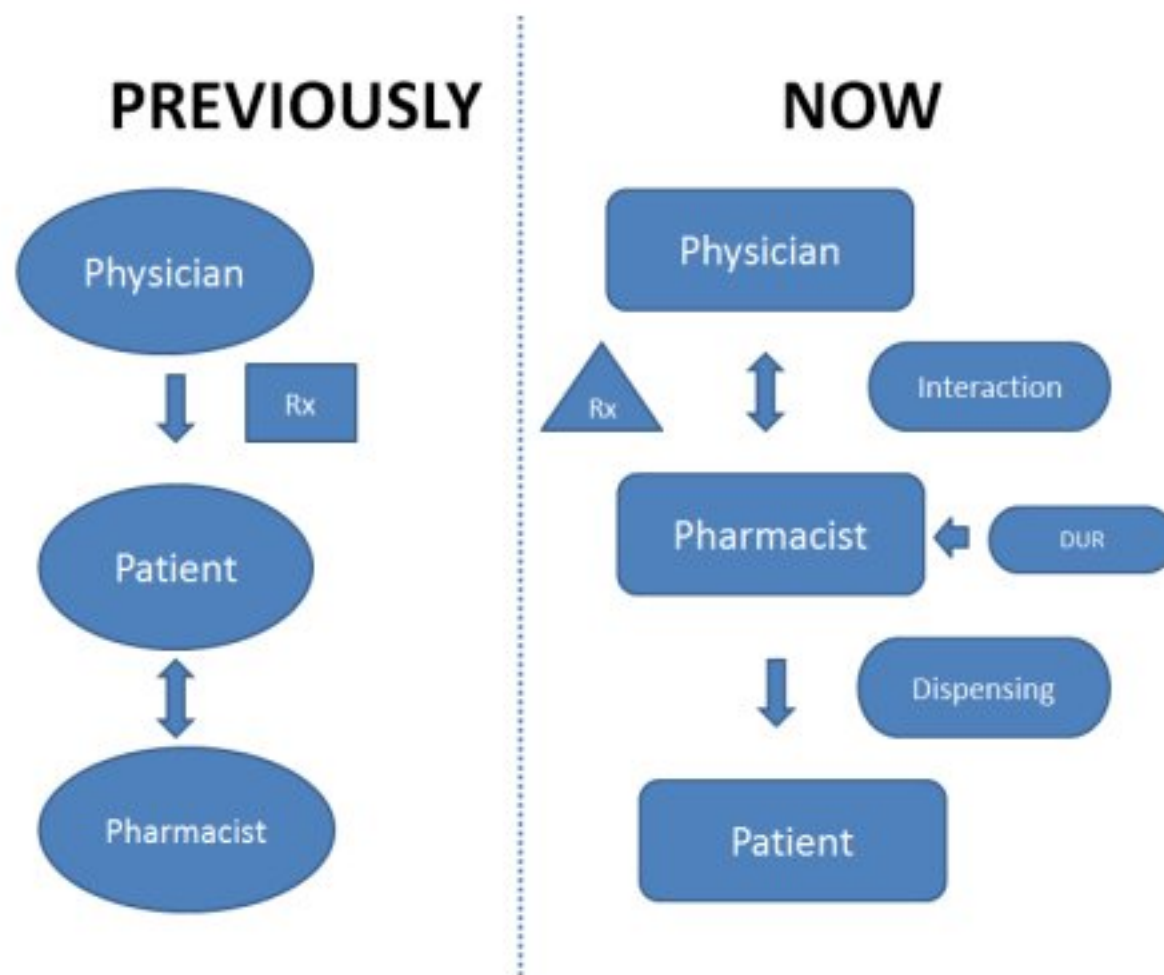 PREVIOUSLY
Physician
Rx
Patient
Pharmacist
NOW
Physician
Rx
Interaction
Pharmacist
DUR
Dispensing
Patient